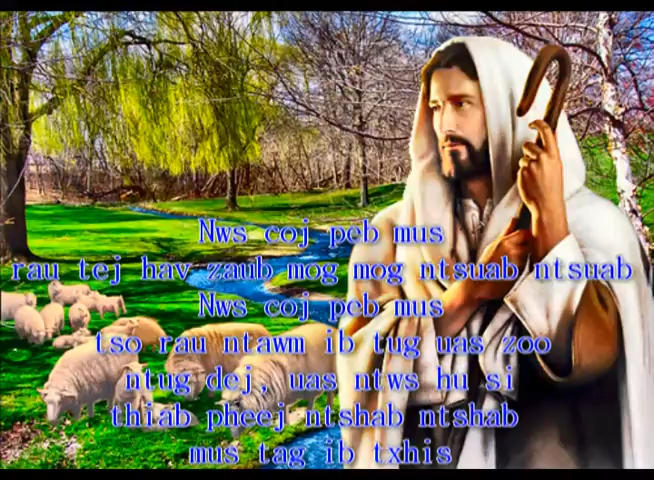 Nws coj peb mus
rau tej hav zaub mog mog ntsuab ntsuab
Nws coj peb mus
tso rau ntawm ib tug uas zoo
ntug dej, uas ntws hu si
thiab pheej ntshab ntshab
mus tag ib txhis